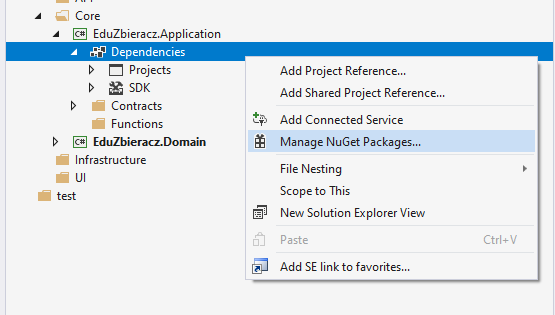 Core
C# EduZbieracz.Application
Dependencies
Projects
SDK
Contracts
Functions
C# EduZbieracz.Domain
Infrastructure
UI
test
Add Project Reference...
Add Shared Project Reference...
Add Connected Service
Manage NuGet Packages...
File Nesting
Scope to This
New Solution Explorer View
Paste Ctrl+V
Add SE link to favorites...